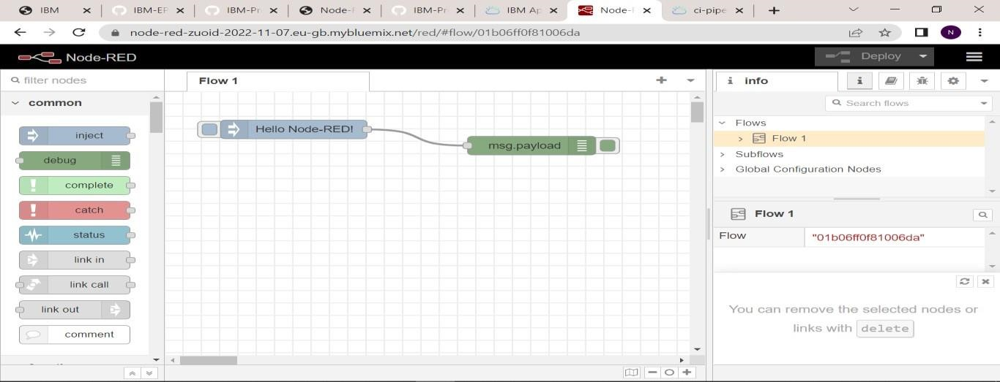 IBM
IBM-EP
IBM-Pr
Node-F
IBM-Pr
IBM Ap
Node-F
ci-pipe
node-red-zuoid-2022-11-07.eu-gb.mybluemix.net/red/#flow/01b06ff0f81006da
N
Node-RED
Deploy
filter nodes
Flow 1
i info
i
Search flows
common
inject
debug
complete
catch
status
link in
link call
link out
comment
Hello Node-RED!
msg.payload
Flows
Flow 1
Subflows
Global Configuration Nodes
Flow 1
Flow "01b06ff0f81006da"
You can remove the selected nodes or
links with delete